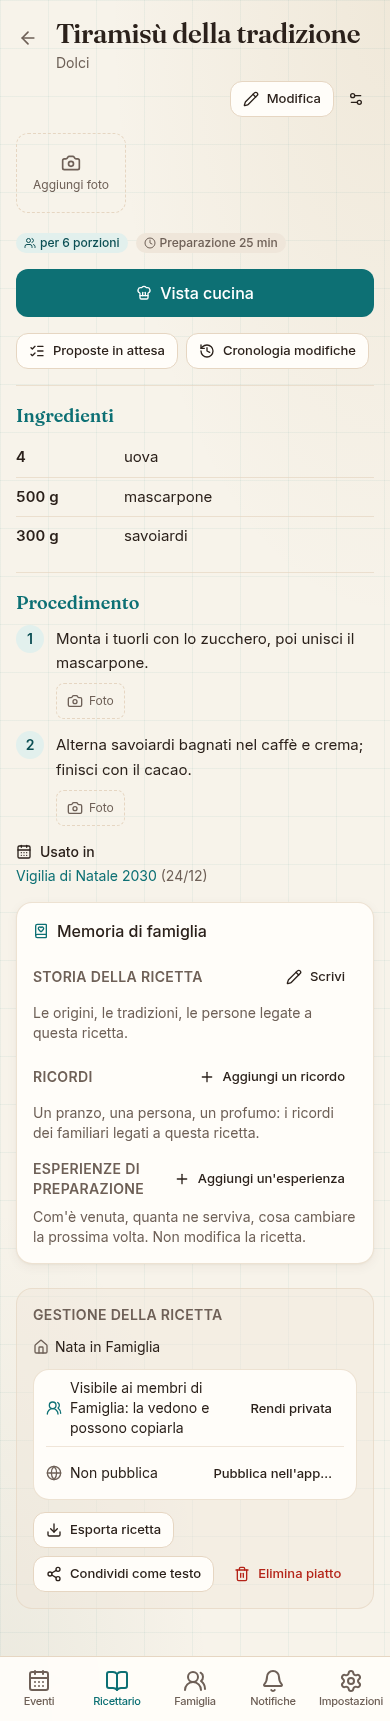 Tiramisù della tradizione
Dolci
Modifica
Aggiungi foto
per 6 porzioni
Preparazione 25 min
Vista cucina
Proposte in attesa
Cronologia modifiche
Ingredienti
4 uova
500 g mascarpone
300 g savoiardi
Procedimento
1 Monta i tuorli con lo zucchero, poi unisci il
mascarpone.
Foto
2 Alterna savoiardi bagnati nel caffè e crema;
finisci con il cacao.
Foto
Usato in
Vigilia di Natale 2030 (24/12)
Memoria di famiglia
STORIA DELLA RICETTA
Scrivi
Le origini, le tradizioni, le persone legate a
questa ricetta.
RICORDI
Aggiungi un ricordo
Un pranzo, una persona, un profumo: i ricordi
dei familiari legati a questa ricetta.
ESPERIENZE DI
PREPARAZIONE
Aggiungi un'esperienza
Com'è venuta, quanta ne serviva, cosa cambiare
la prossima volta. Non modifica la ricetta.
GESTIONE DELLA RICETTA
Nata in Famiglia
Visibile ai membri di
Famiglia: la vedono e
possono copiarla
Rendi privata
Non pubblica
Pubblica nell'app...
Esporta ricetta
Condividi come testo
Elimina piatto
Eventi
Ricettario
Famiglia
Notifiche
Impostazioni